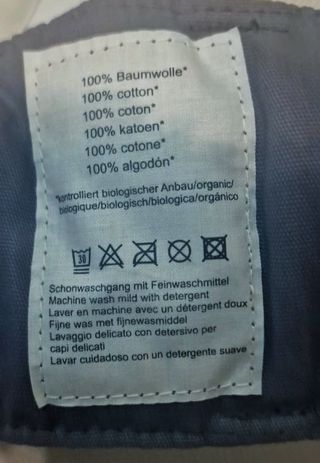 100% Baumwolle*
100% cotton*
100% coton*
100% katoen*
100% cotone*
100% algodón*
*kontrolliert biologischer Anbau/organic/
biologique/biologisch/biologica/orgánico
30
Schonwaschgang mit Feinwaschmittel
Machine wash mild with detergent
Laver en machine avec un détergent doux
Fijne was met fijnewasmiddel
Lavaggio delicato con detersivo per
capi delicati
Lavar cuidadoso con un detergente suave